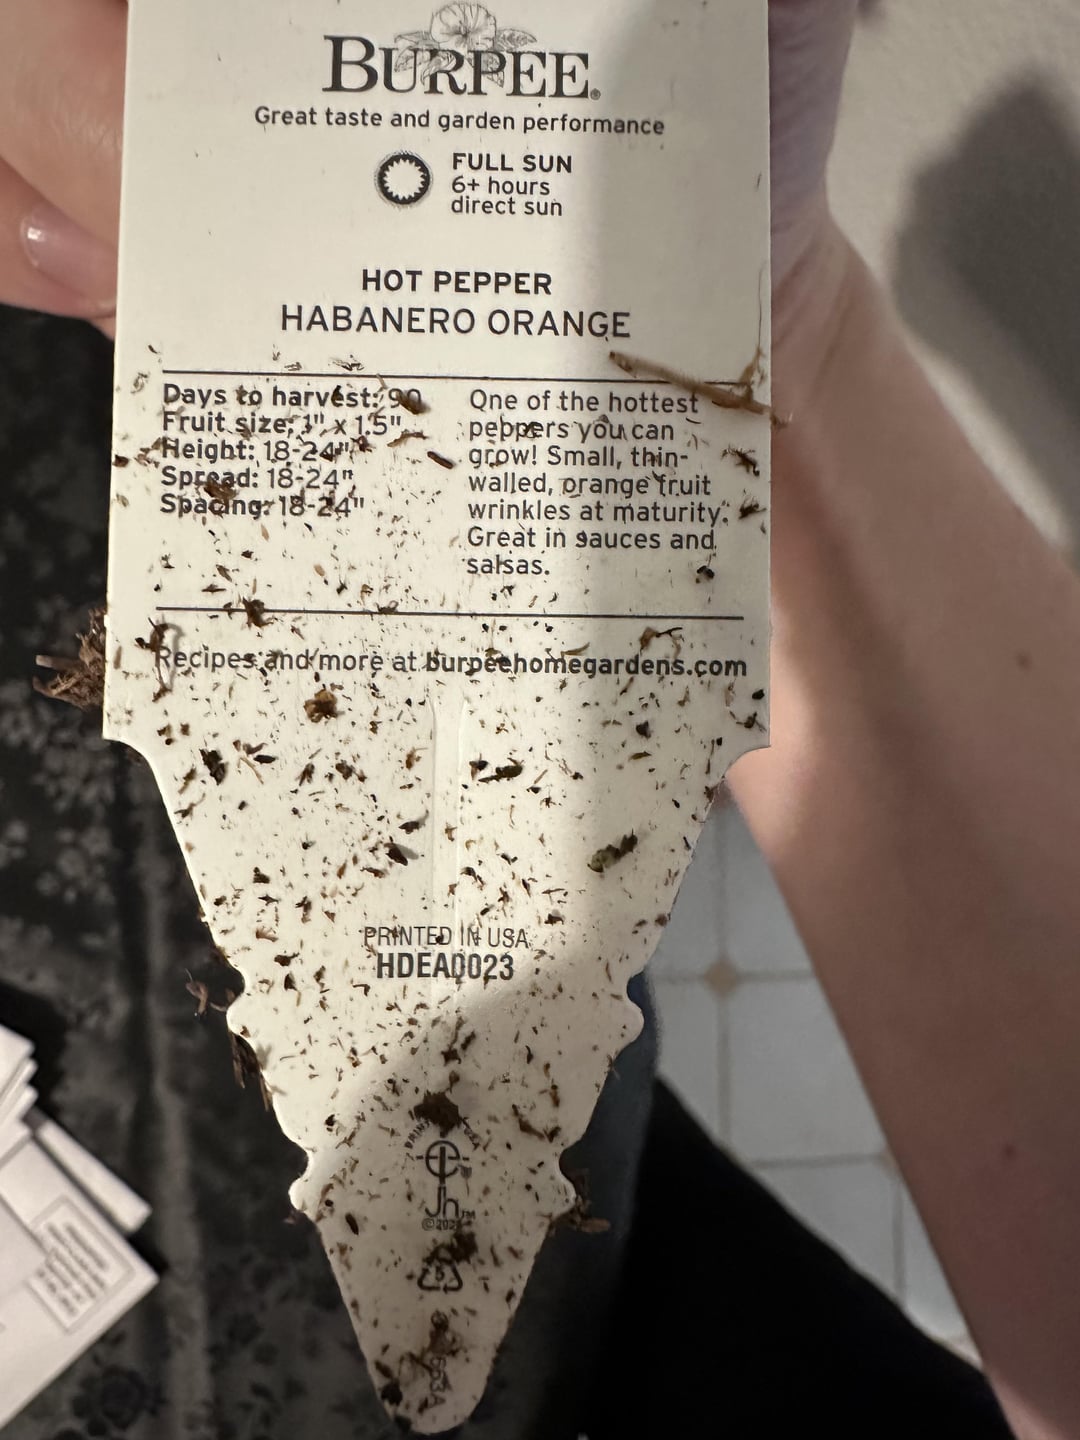 BURPEE®
Great taste and garden performance
FULL SUN
6+ hours
direct sun
HOT PEPPER
HABANERO ORANGE
Days to harvest: 90
Fruit size: 1" x 1.5"
Height: 18-24"
Spread: 18-24"
Spacing: 18-24"
One of the hottest
peppers you can
grow! Small, thin-
walled, orange fruit
wrinkles at maturity.
Great in sauces and
salsas.
Recipes and more at burpeehomegardens.com
PRINTED IN USA
HDEA0023
USA
Jh™
5